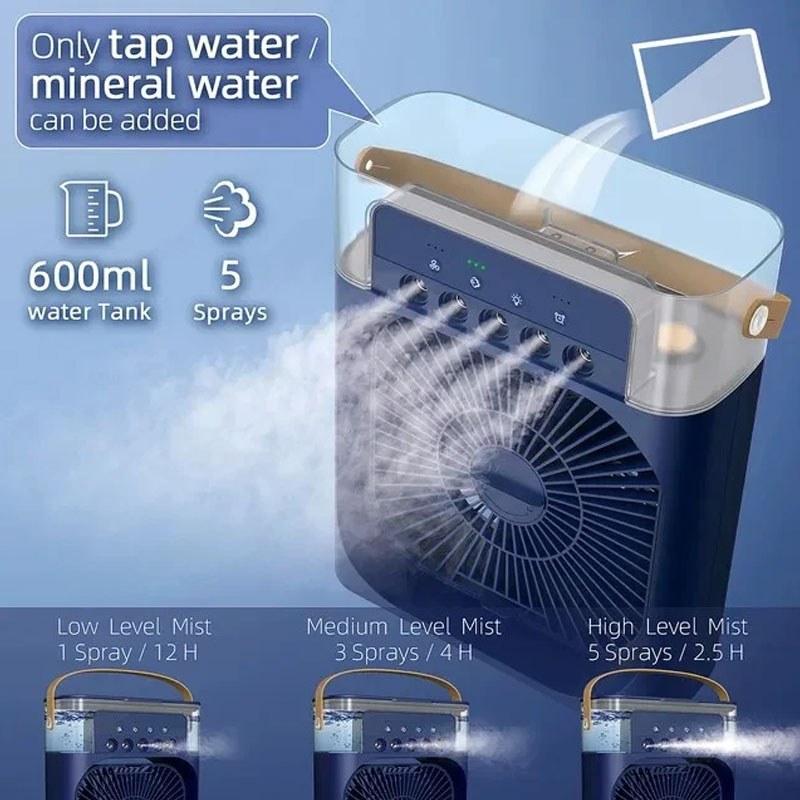 Only tap water /
mineral water
can be added
600ml
water Tank
5
Sprays
Low Level Mist
1 Spray / 12 H
Medium Level Mist
3 Sprays / 4 H
High Level Mist
5 Sprays / 2.5 H